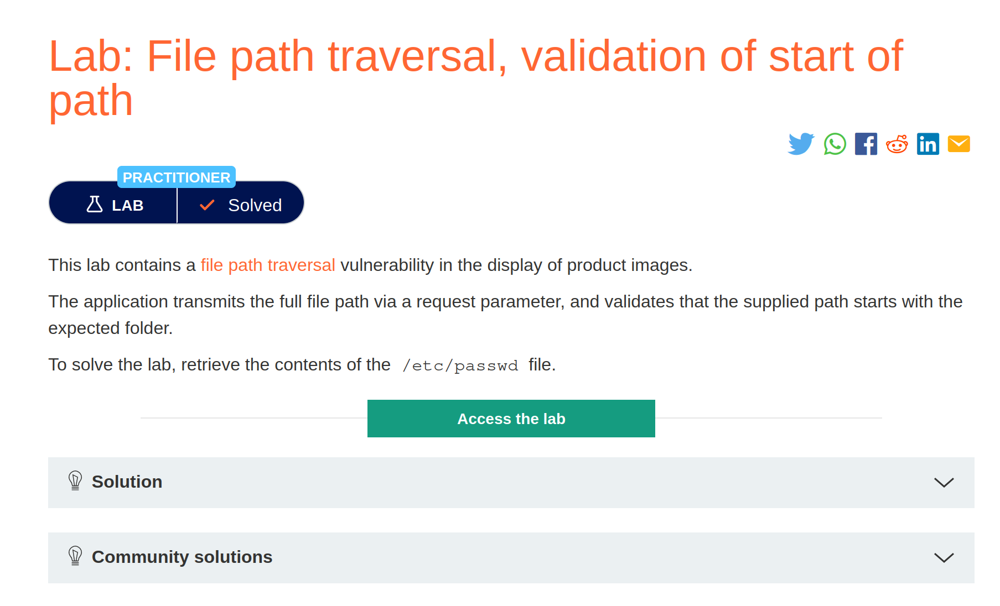 Lab: File path traversal, validation of start of
path
PRACTITIONER
LAB
Solved
This lab contains a file path traversal vulnerability in the display of product images.
The application transmits the full file path via a request parameter, and validates that the supplied path starts with the
expected folder.
To solve the lab, retrieve the contents of the /etc/passwd file.
Access the lab
Solution
Community solutions